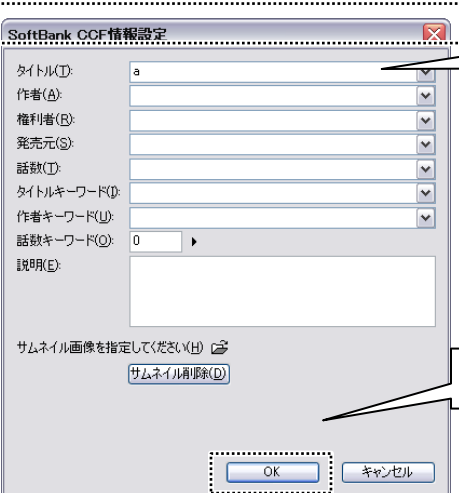 SoftBank CCF情報設定
タイトル(T):
a
作者(A):
権利者(R):
発売元(S):
話数(T):
タイトルキーワード(I):
作者キーワード(U):
話数キーワード(O):
0
説明(E):
サムネイル画像を指定してください(H)
サムネイル削除(D)
OK
キャンセル